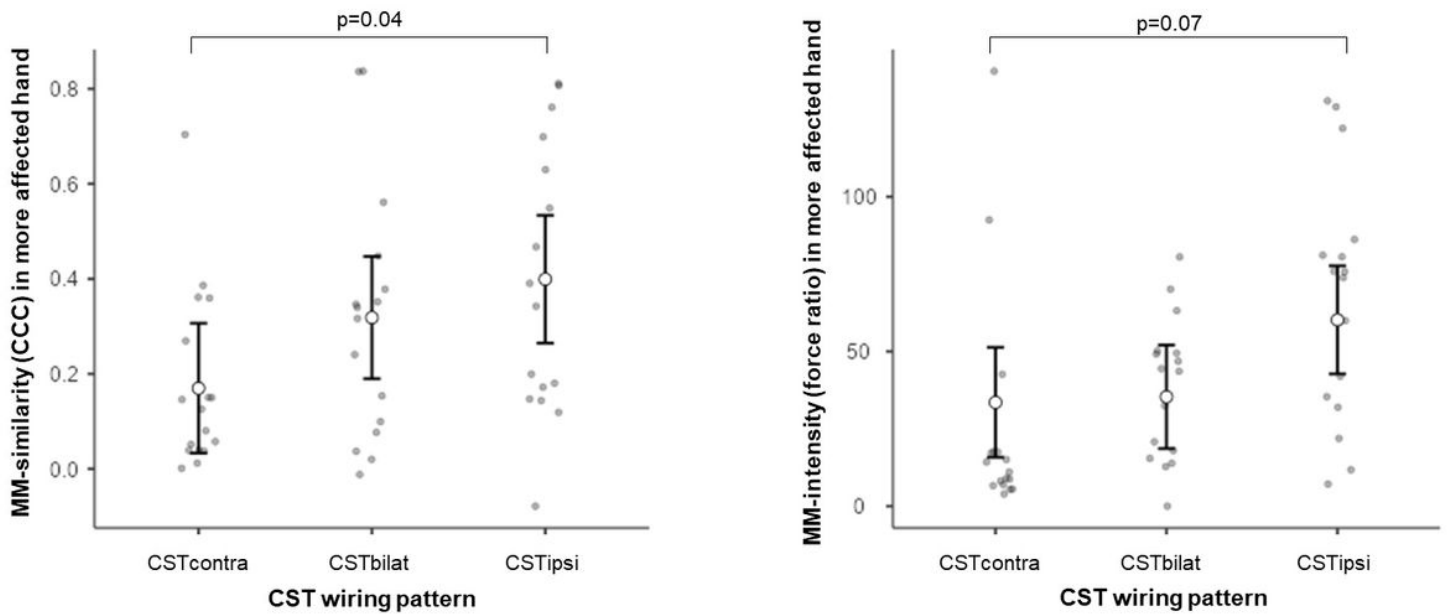 p=0.04
MM-similarity (CCC) in more affected hand
0.8
0.6
0.4
0.2
0.0
CSTcontra CSTbilat CSTipsi
CST wiring pattern
p=0.07
MM-intensity (force ratio) in more affected hand
100
50
0
CSTcontra CSTbilat CSTipsi
CST wiring pattern